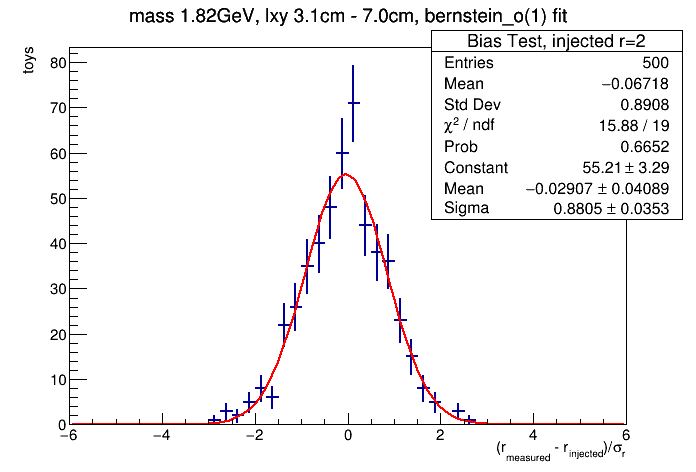 mass 1.82GeV, lxy 3.1cm - 7.0cm, bernstein_o(1) fit
Bias Test, injected r=2
Entries 500
Mean −0.06718
Std Dev 0.8908
χ² / ndf 15.88 / 19
Prob 0.6652
Constant 55.21 ± 3.29
Mean −0.02907 ± 0.04089
Sigma 0.8805 ± 0.0353
toys
80
70
60
50
40
30
20
10
0
−6 −4 −2 0 2 4 6
(r_measured - r_injected)/σ_r